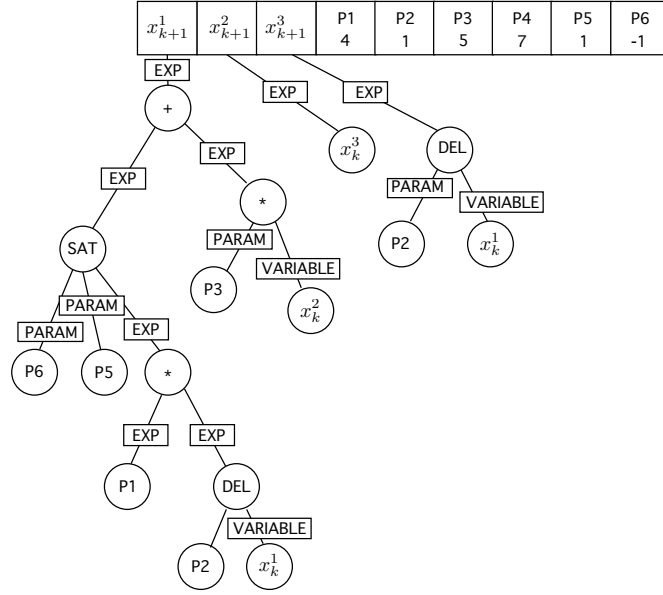 x^1_{k+1} x^2_{k+1} x^3_{k+1} P1 P2 P3 P4 P5 P6
4 1 5 7 1 -1
EXP
EXP EXP
+
x^3_k DEL
EXP
EXP
PARAM
* VARIABLE
PARAM
SAT P2 x^1_k
VARIABLE
P3
PARAM
x^2_k
PARAM EXP
P6 P5 *
EXP EXP
P1 DEL
VARIABLE
P2 x^1_k